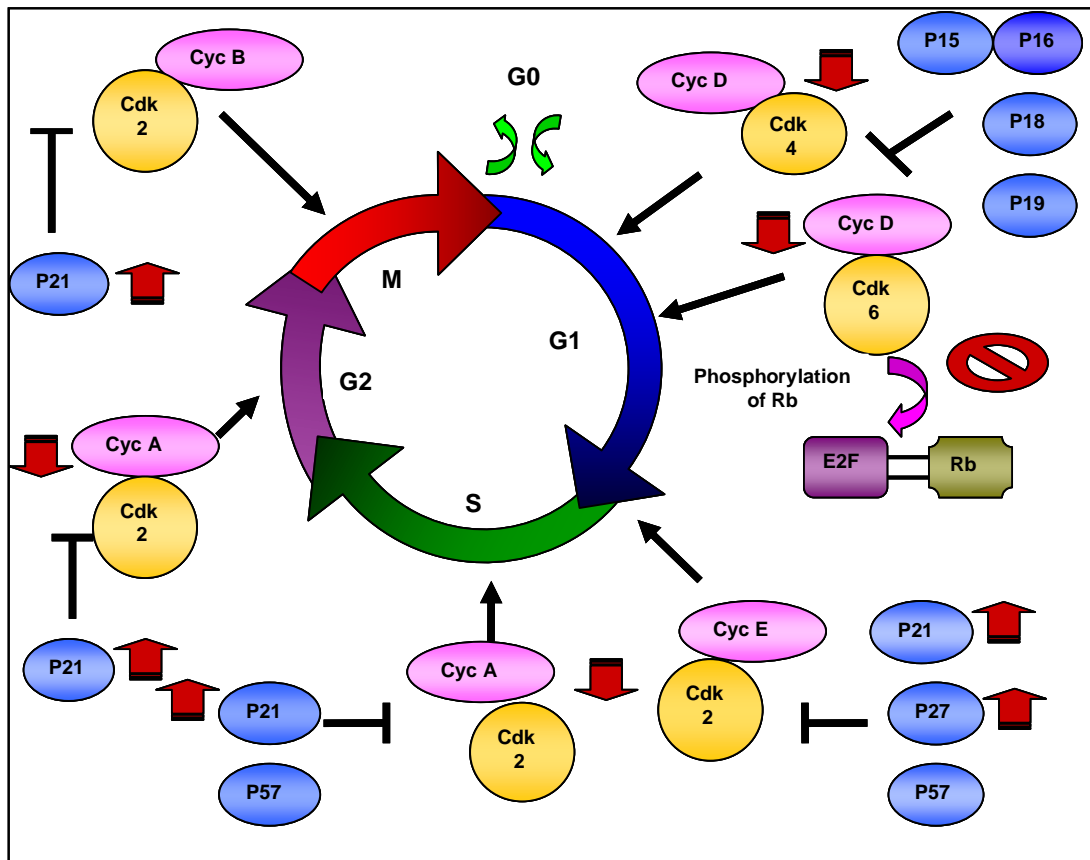 Cyc B
Cdk
2
G0
Cyc D
Cdk
4
P15
P16
P18
P19
P21
M
G1
G2
S
Cyc D
Cdk
6
Phosphorylation
of Rb
E2F
Rb
Cyc A
Cdk
2
P21
P21
P57
Cyc A
Cdk
2
Cyc E
Cdk
2
P21
P27
P57